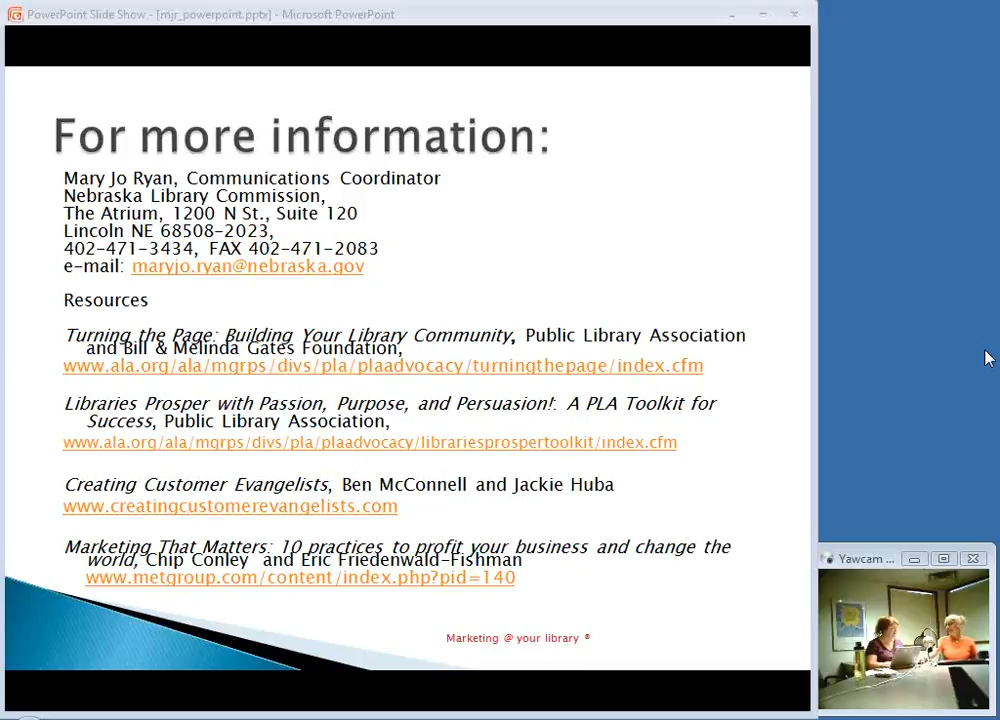 PowerPoint Slide Show - [mjr_powerpoint.pptx] - Microsoft PowerPoint
For more information:
Mary Jo Ryan, Communications Coordinator
Nebraska Library Commission,
The Atrium, 1200 N St., Suite 120
Lincoln NE 68508-2023,
402-471-3434, FAX 402-471-2083
e-mail: maryjo.ryan@nebraska.gov
Resources
Turning the Page: Building Your Library Community, Public Library Association
and Bill & Melinda Gates Foundation,
www.ala.org/ala/mgrps/divs/pla/plaadvocacy/turningthepage/index.cfm
Libraries Prosper with Passion, Purpose, and Persuasion!: A PLA Toolkit for
Success, Public Library Association,
www.ala.org/ala/mgrps/divs/pla/plaadvocacy/librariesprospertoolkit/index.cfm
Creating Customer Evangelists, Ben McConnell and Jackie Huba
www.creatingcustomerevangelists.com
Marketing That Matters: 10 practices to profit your business and change the
world, Chip Conley and Eric Friedenwald-Fishman
www.metgroup.com/content/index.php?pid=140
Marketing @ your library ®
Yawcam ...